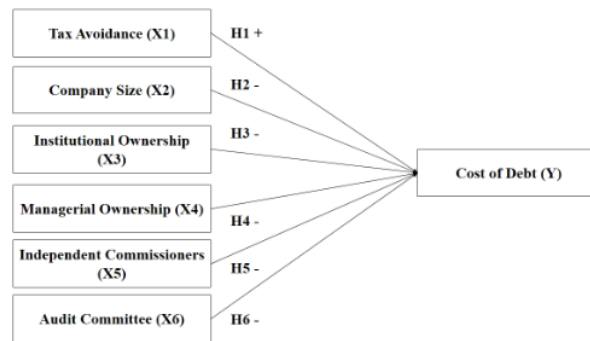 Tax Avoidance (X1)
H1 +
Company Size (X2)
H2 -
Institutional Ownership
(X3)
H3 -
Managerial Ownership (X4)
H4 -
Independent Commissioners
(X5)
H5 -
Audit Committee (X6)
H6 -
Cost of Debt (Y)